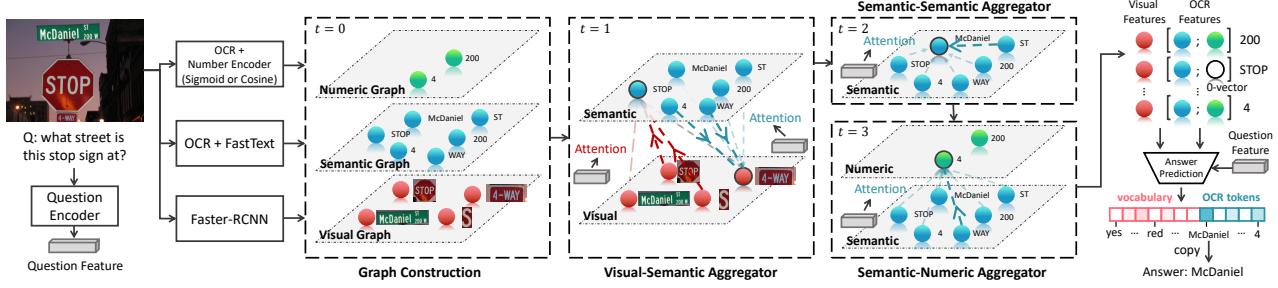 McDaniel ST
200 W
STOP
4-WAY
Q: what street is
this stop sign at?
Question
Encoder
Question Feature
OCR +
Number Encoder
(Sigmoid or Cosine)
OCR + FastText
Faster-RCNN
t = 0
200
4
Numeric Graph
McDaniel
ST
STOP
200
4
WAY
Semantic Graph
STOP
4-WAY
McDaniel ST
200 W
S
Visual Graph
Graph Construction
t = 1
McDaniel
ST
STOP
200
4
WAY
Semantic
Attention
Attention
STOP
4-WAY
McDaniel ST
200 W
S
Visual
Visual-Semantic Aggregator
Semantic-Semantic Aggregator
t = 2
McDaniel
ST
Attention
STOP
200
4
WAY
Semantic
t = 3
Numeric
200
4
Attention
McDaniel
ST
STOP
200
4
WAY
Semantic
Semantic-Numeric Aggregator
Visual
Features
OCR
Features
[ ; ] 200
[ ; ] STOP
0-vector
[ ; ] 4
Question
Feature
Answer
Prediction
vocabulary
OCR tokens
yes ... red ... McDaniel ... 4
copy
Answer: McDaniel